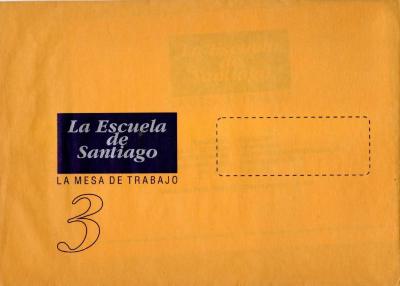 La Escuela
de
Santiago
LA MESA DE TRABAJO
3